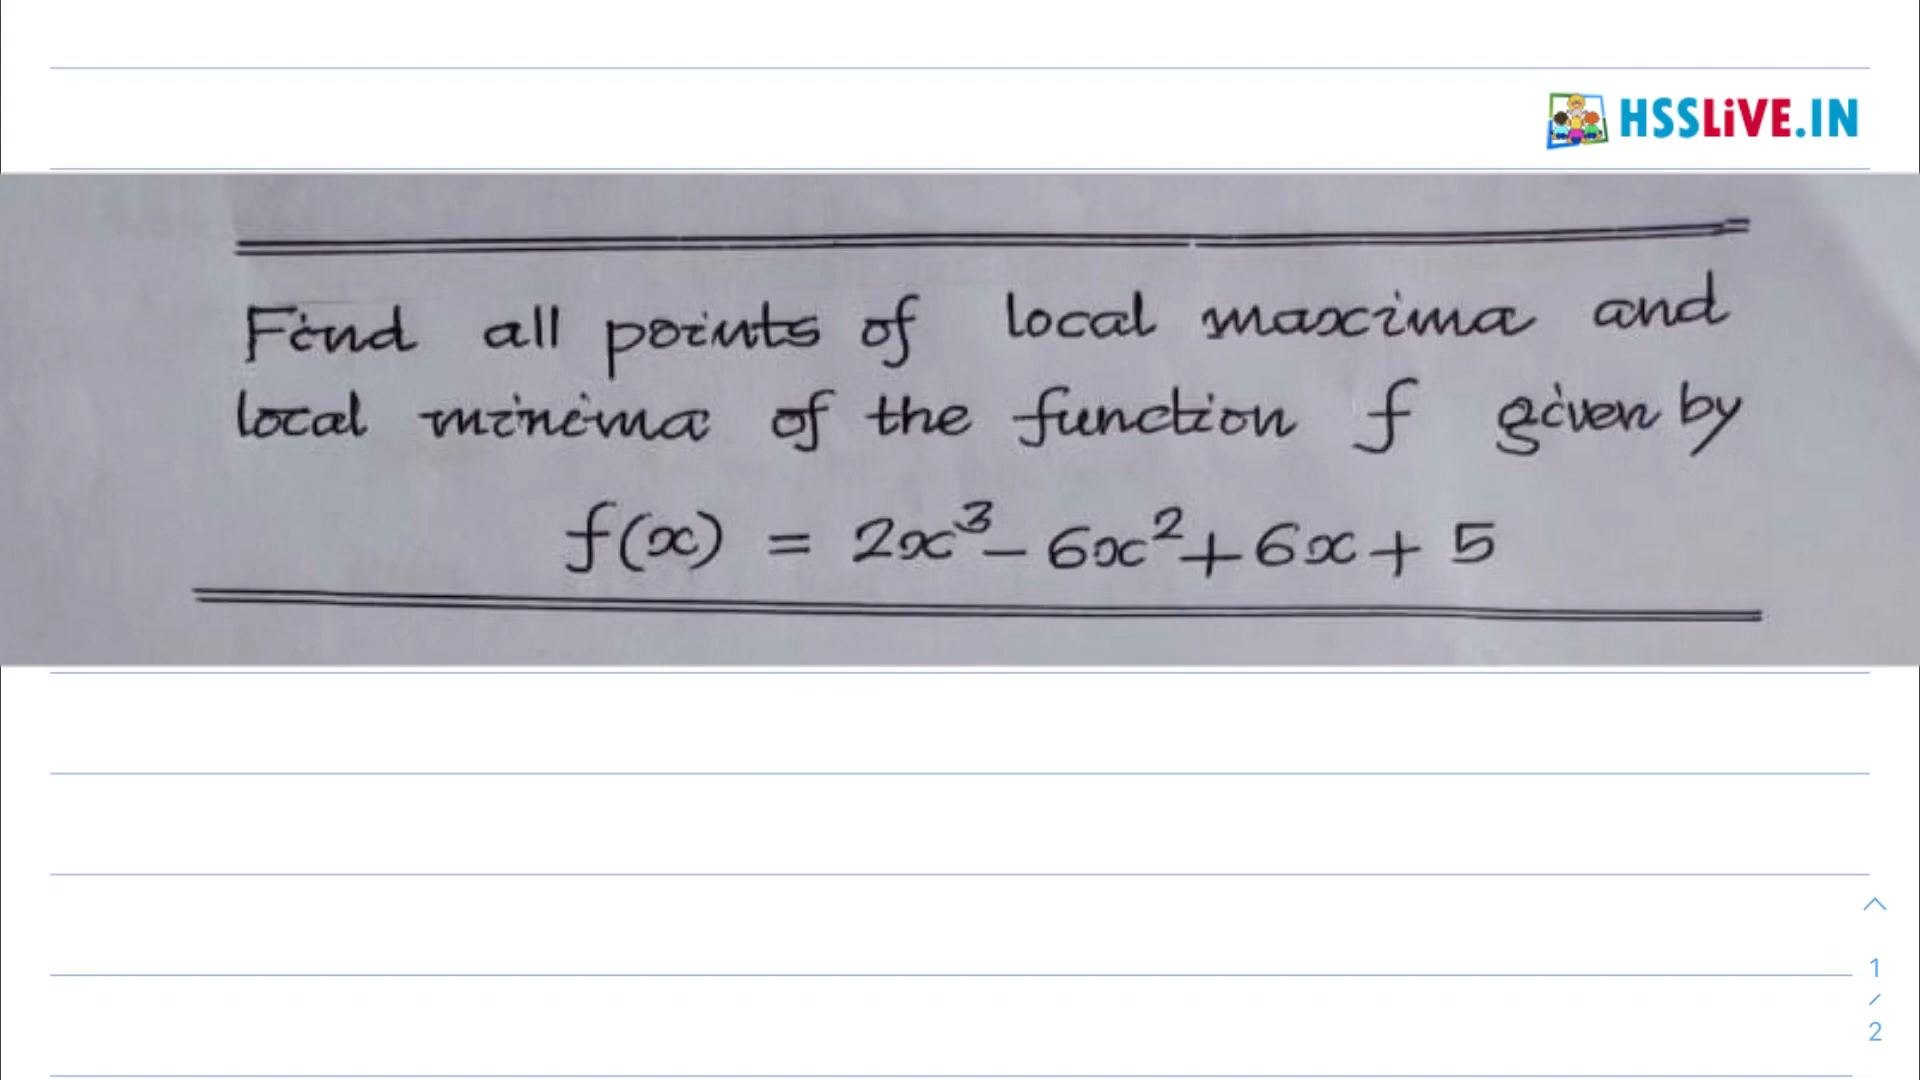 HSSLiVE.IN
Find all points of local maxima and
local minima of the function f given by
f(x) = 2x³ – 6x² + 6x + 5
1
/
2